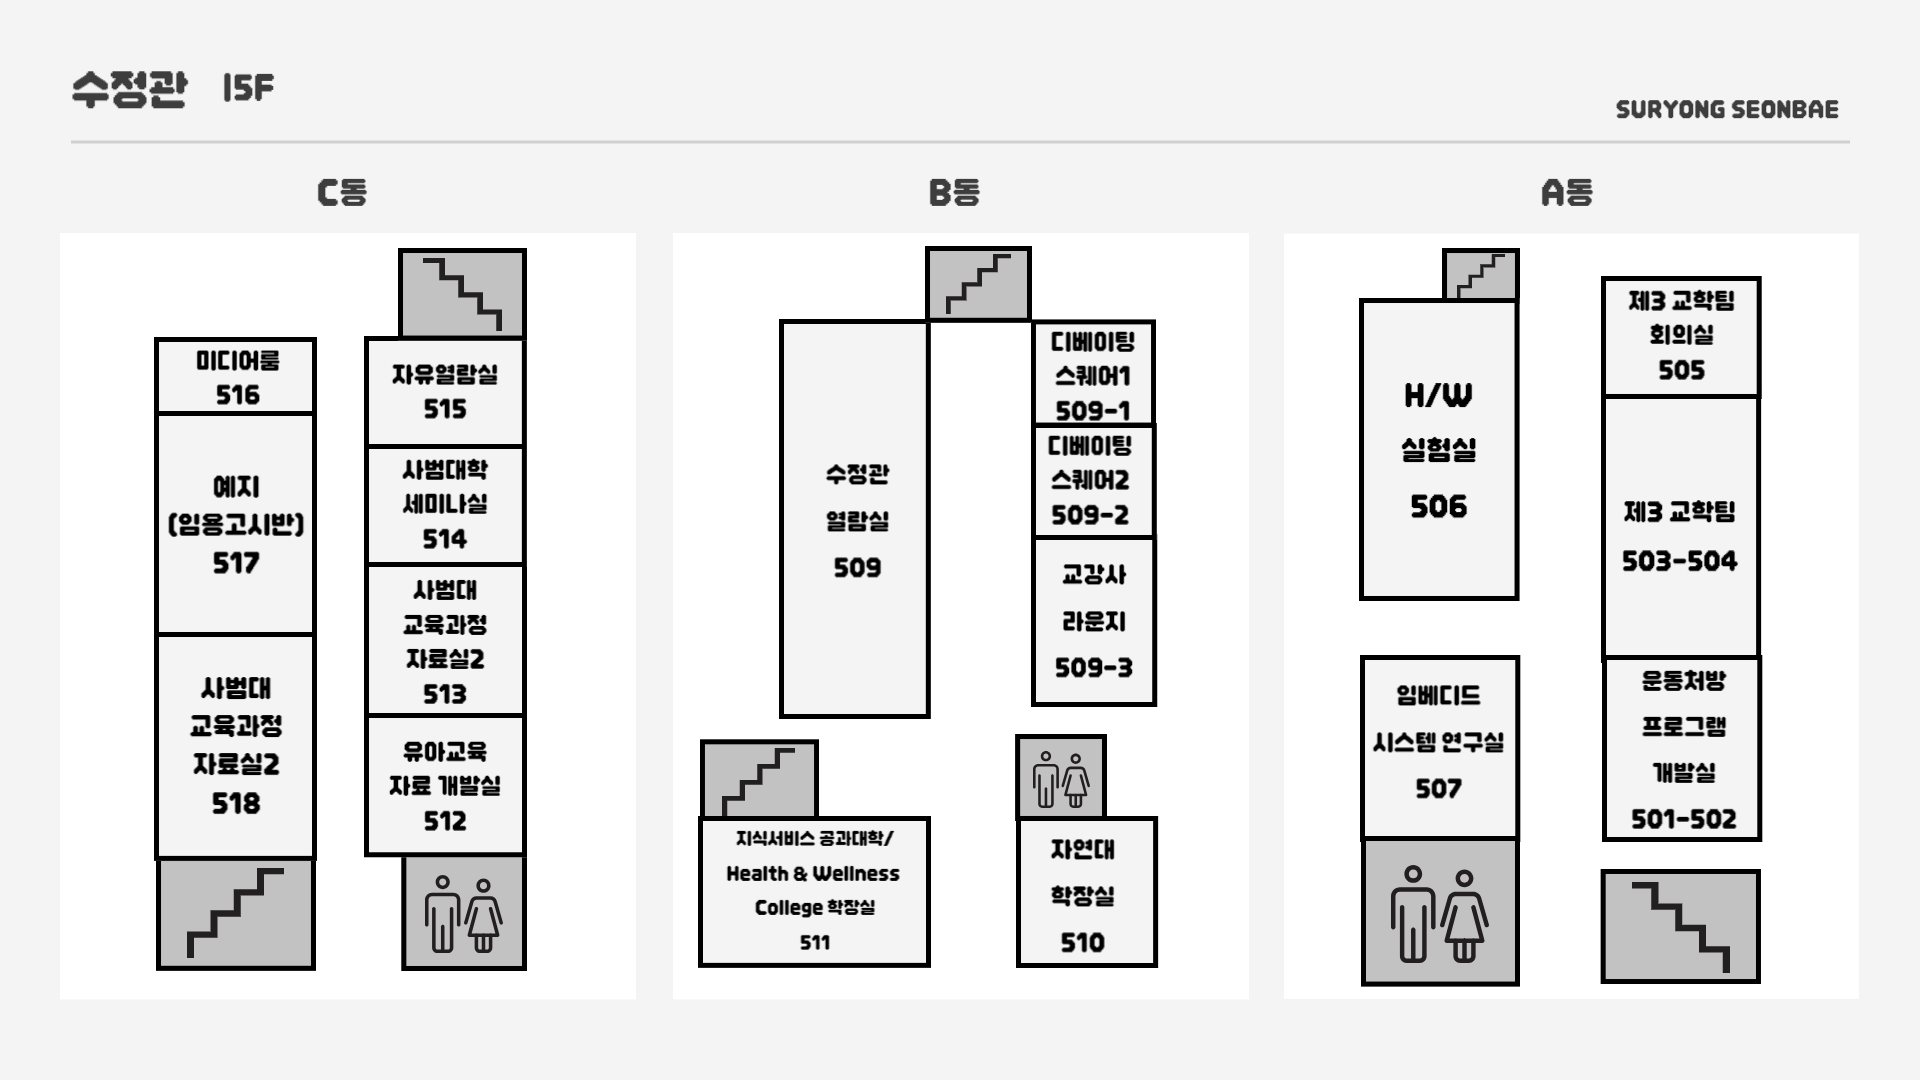 수정관 I5F
SURYONG SEONBAE
C동
미디어룸
516
예지
(임용고시반)
517
사범대
교육과정
자료실2
518
자유열람실
515
사범대학
세미나실
514
사범대
교육과정
자료실2
513
유아교육
자료 개발실
512
B동
수정관
열람실
509
디베이팅
스퀘어1
509-1
디베이팅
스퀘어2
509-2
교강사
라운지
509-3
지식서비스 공과대학/
Health & Wellness
College 학장실
511
자연대
학장실
510
A동
H/W
실험실
506
임베디드
시스템 연구실
507
제3 교학팀
회의실
505
제3 교학팀
503-504
운동처방
프로그램
개발실
501-502